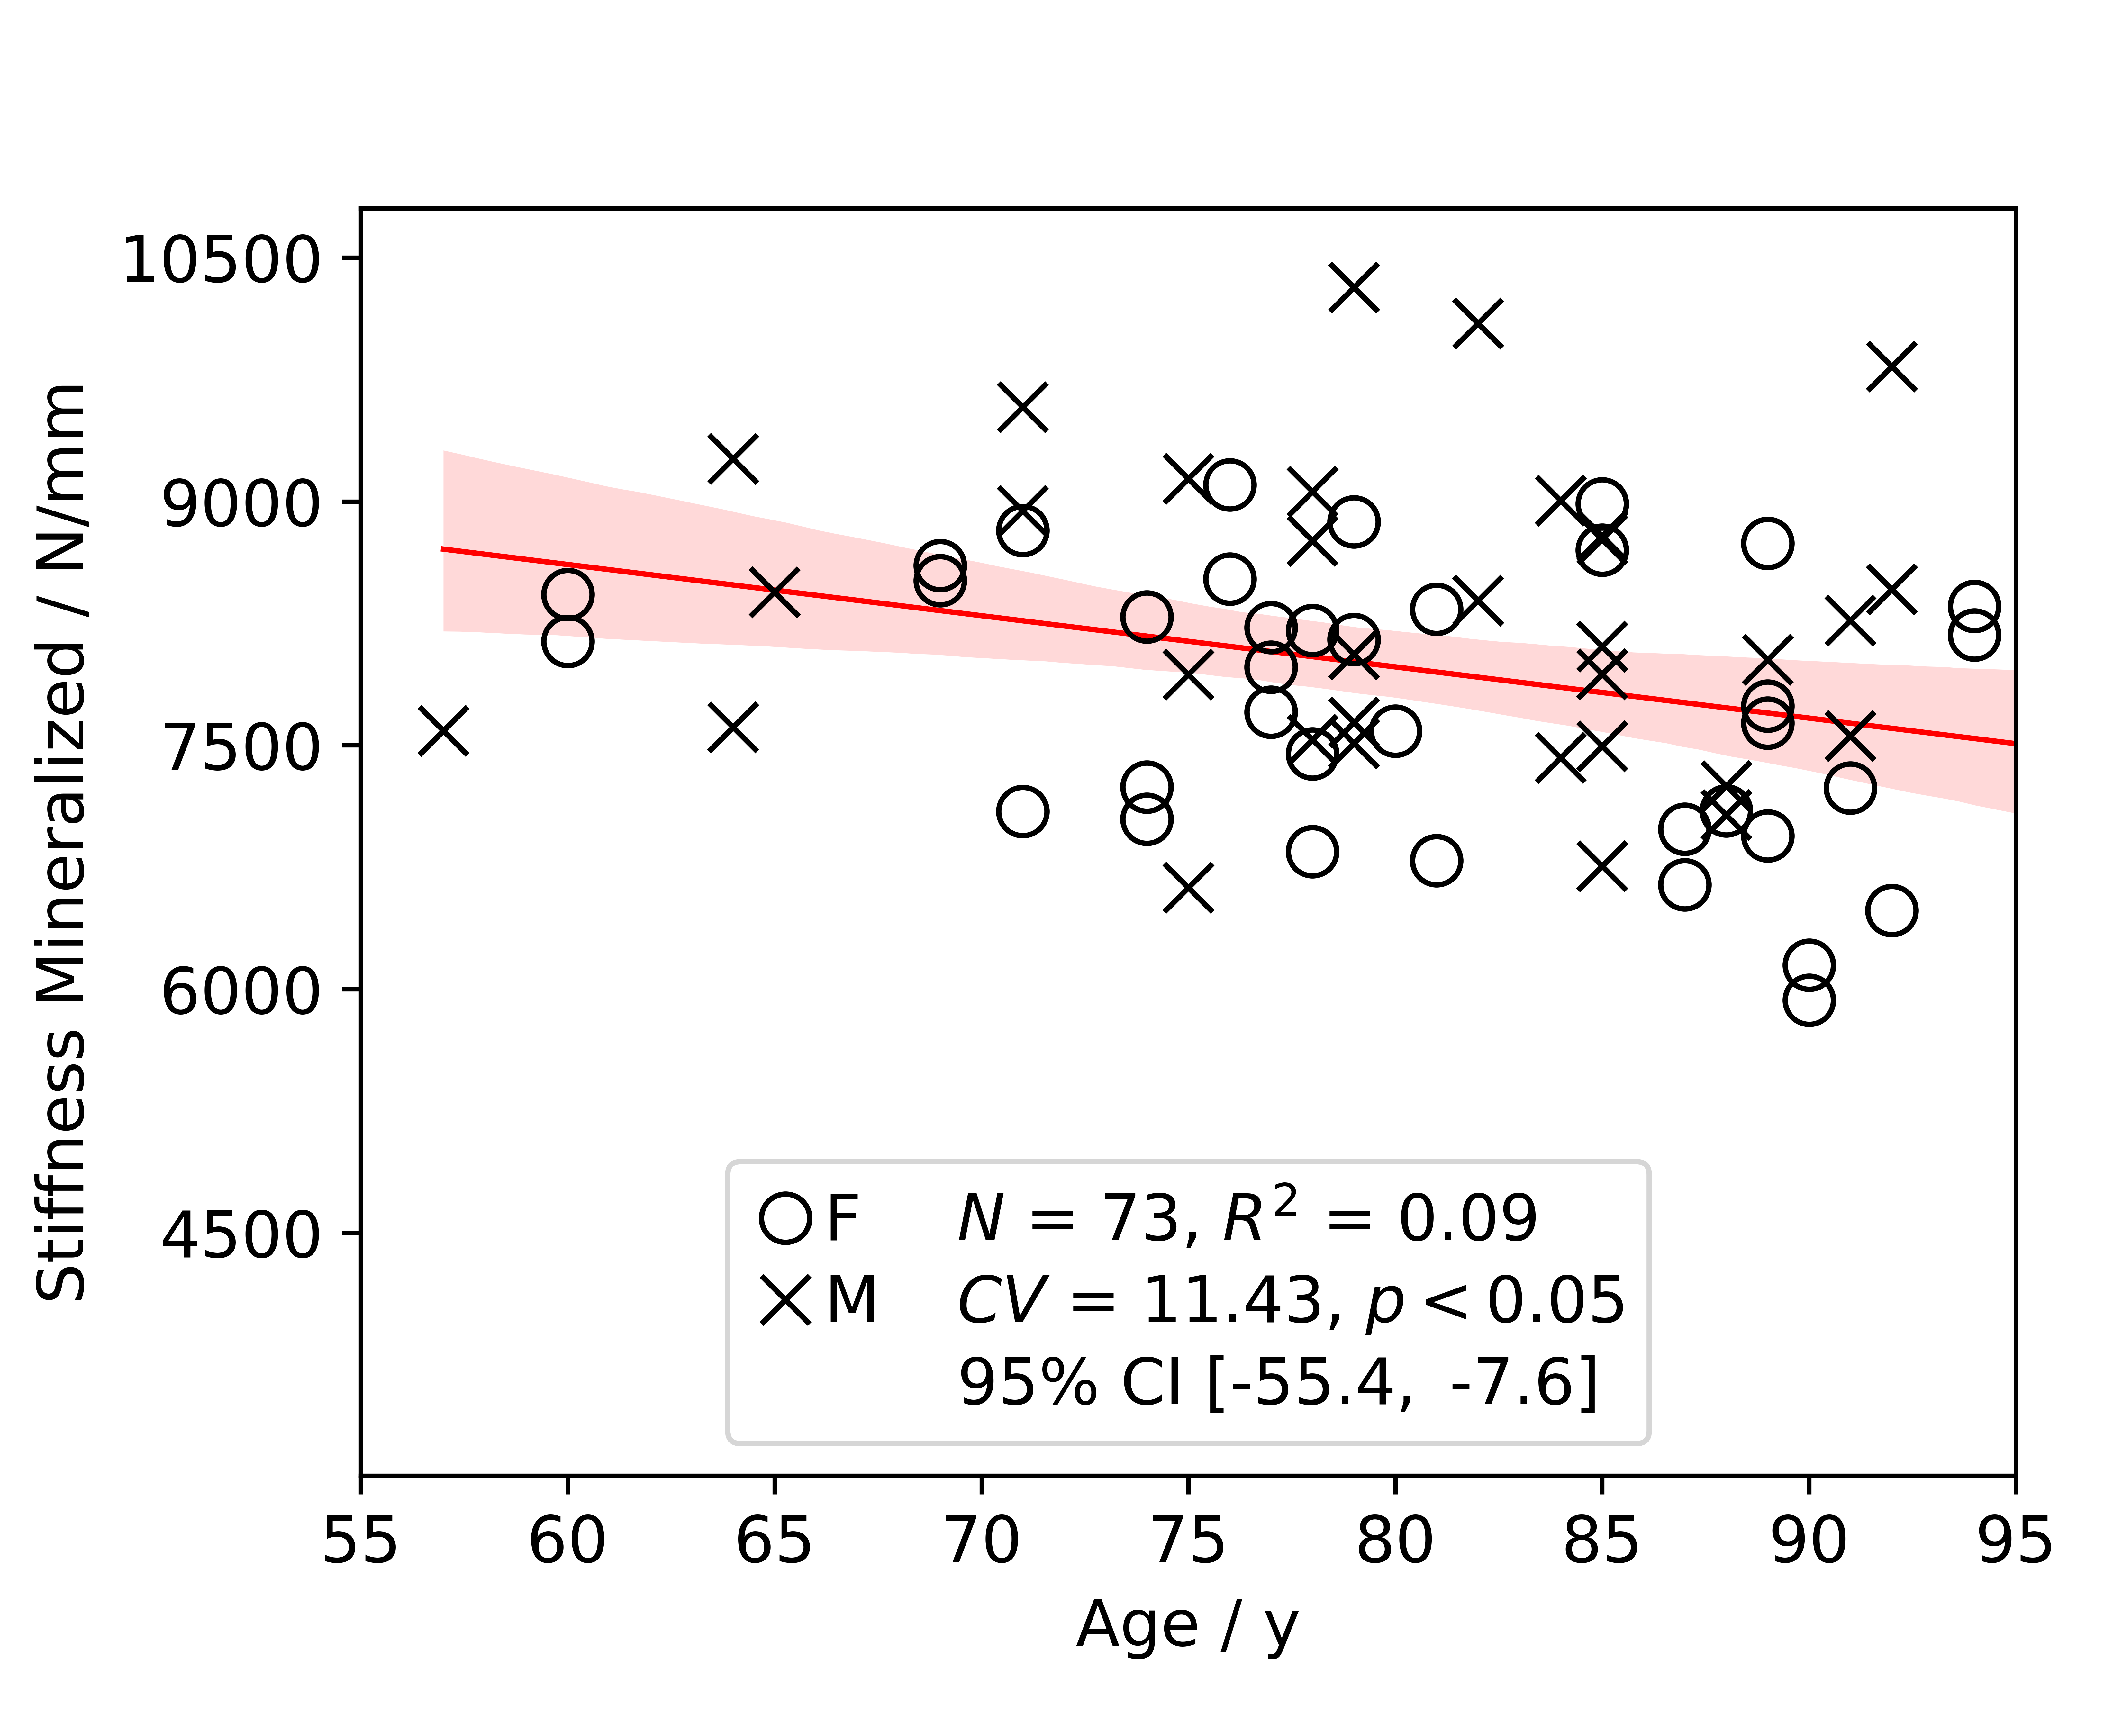 10500
9000
7500
6000
4500
Stiffness Mineralized / N/mm
F N = 73, R² = 0.09
M CV = 11.43, p < 0.05
95% CI [-55.4, -7.6]
55 60 65 70 75 80 85 90 95
Age / y